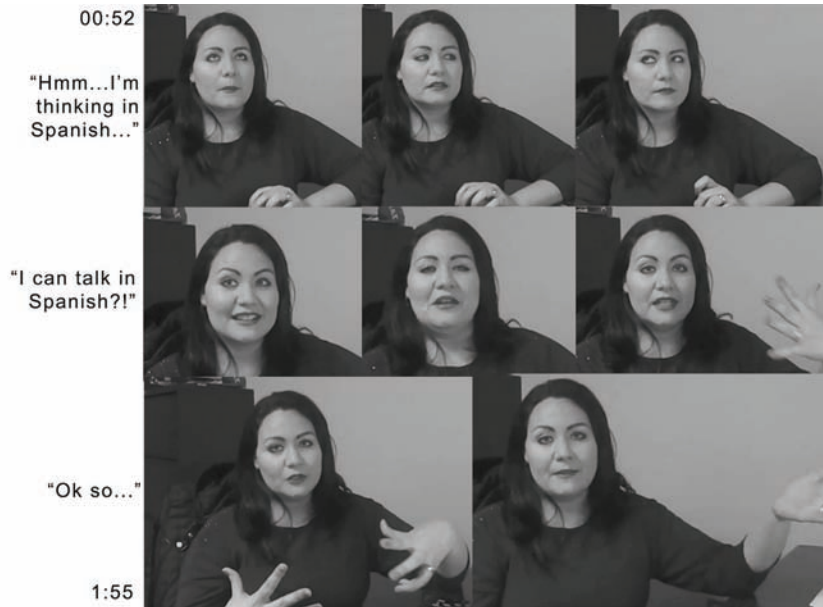 00:52
“Hmm...I’m
thinking in
Spanish...”
“I can talk in
Spanish?!”
“Ok so...”
1:55